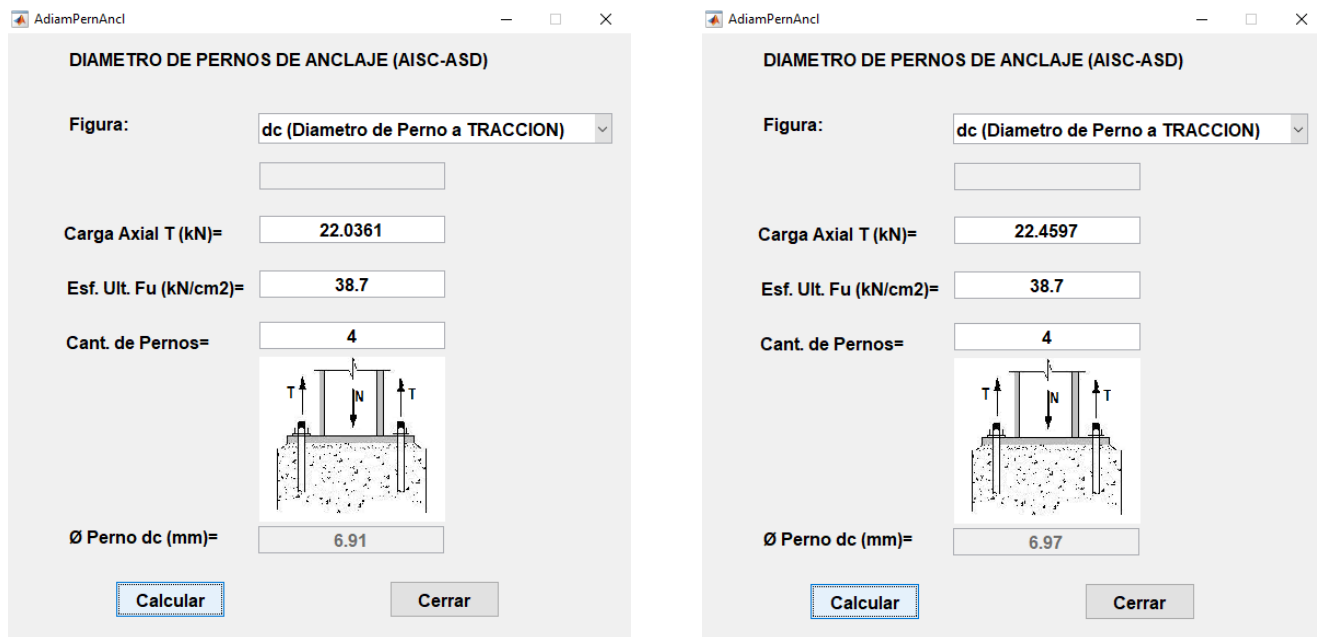 AdiamPernAncl
DIAMETRO DE PERNOS DE ANCLAJE (AISC-ASD)
Figura:
dc (Diametro de Perno a TRACCION)
Carga Axial T (kN)=
22.0361
Esf. Ult. Fu (kN/cm2)=
38.7
Cant. de Pernos=
4
T
N
T
Ø Perno dc (mm)=
6.91
Calcular
Cerrar
AdiamPernAncl
DIAMETRO DE PERNOS DE ANCLAJE (AISC-ASD)
Figura:
dc (Diametro de Perno a TRACCION)
Carga Axial T (kN)=
22.4597
Esf. Ult. Fu (kN/cm2)=
38.7
Cant. de Pernos=
4
T
N
T
Ø Perno dc (mm)=
6.97
Calcular
Cerrar